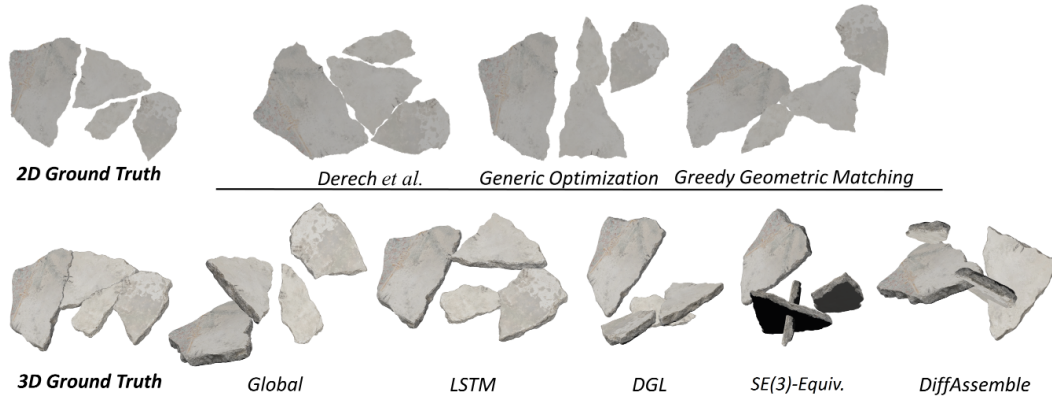 2D Ground Truth
Derech et al.
Generic Optimization
Greedy Geometric Matching
3D Ground Truth
Global
LSTM
DGL
SE(3)-Equiv.
DiffAssemble